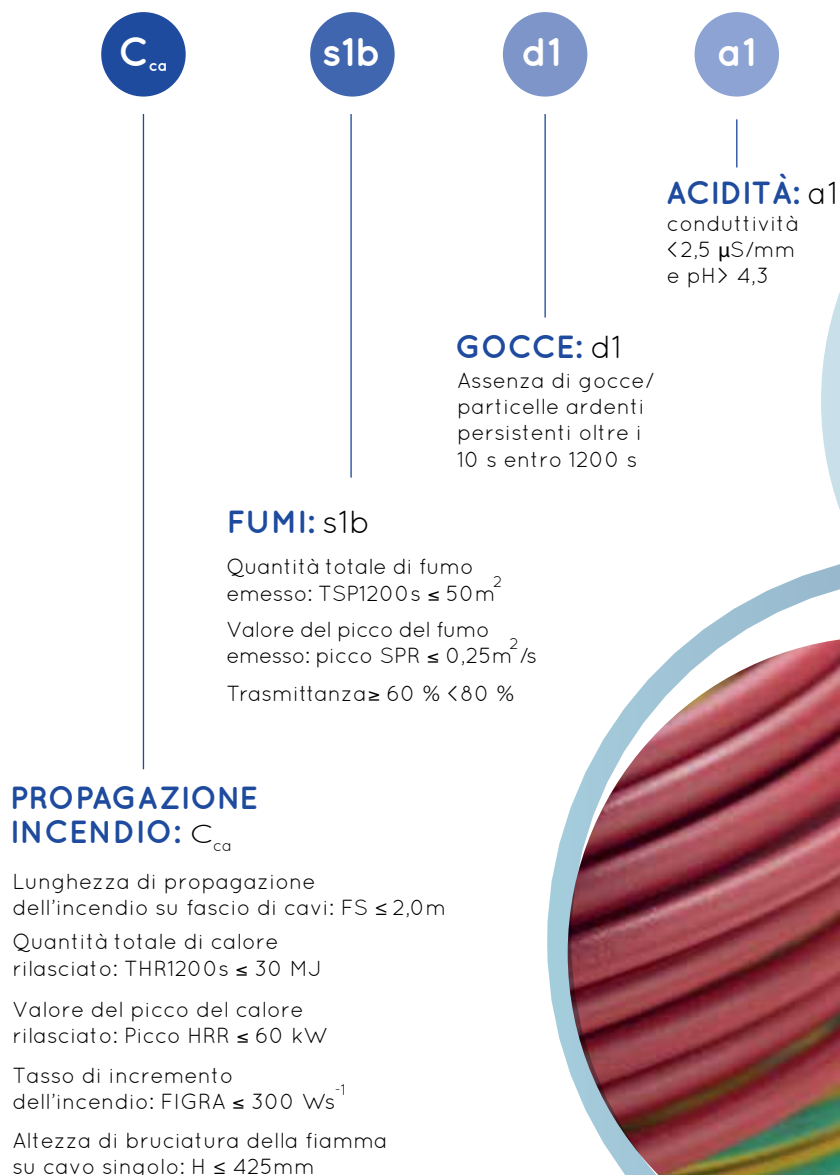 Cca
s1b
d1
a1
ACIDITÀ: a1
conduttività
<2,5 µS/mm
e pH> 4,3
GOCCE: d1
Assenza di gocce/
particelle ardenti
persistenti oltre i
10 s entro 1200 s
FUMI: s1b
Quantità totale di fumo
emesso: TSP1200s ≤ 50m²
Valore del picco del fumo
emesso: picco SPR ≤ 0,25m²/s
Trasmittanza≥ 60 % <80 %
PROPAGAZIONE
INCENDIO: Cca
Lunghezza di propagazione
dell'incendio su fascio di cavi: FS ≤ 2,0m
Quantità totale di calore
rilasciato: THR1200s ≤ 30 MJ
Valore del picco del calore
rilasciato: Picco HRR ≤ 60 kW
Tasso di incremento
dell'incendio: FIGRA ≤ 300 Ws⁻¹
Altezza di bruciatura della fiamma
su cavo singolo: H ≤ 425mm